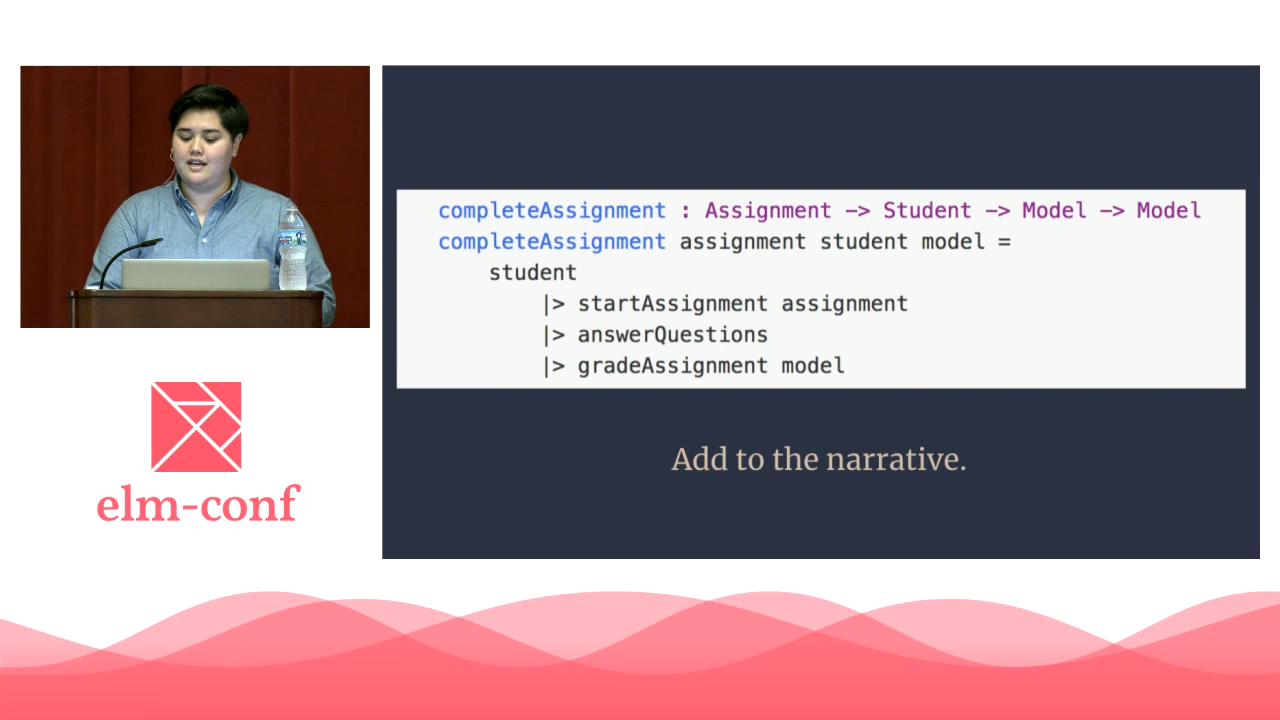 completeAssignment : Assignment -> Student -> Model -> Model
completeAssignment assignment student model =
    student
        |> startAssignment assignment
        |> answerQuestions
        |> gradeAssignment model
Add to the narrative.
elm-conf